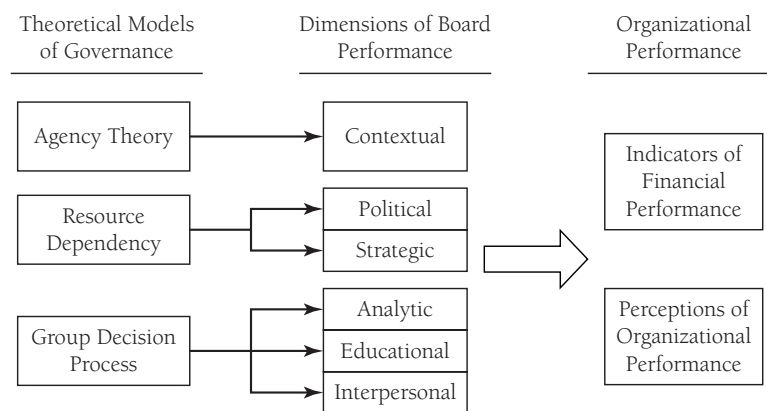 Theoretical Models
of Governance
Dimensions of Board
Performance
Organizational
Performance
Agency Theory
Contextual
Indicators of
Financial
Performance
Resource
Dependency
Political
Strategic
Group Decision
Process
Analytic
Educational
Interpersonal
Perceptions of
Organizational
Performance